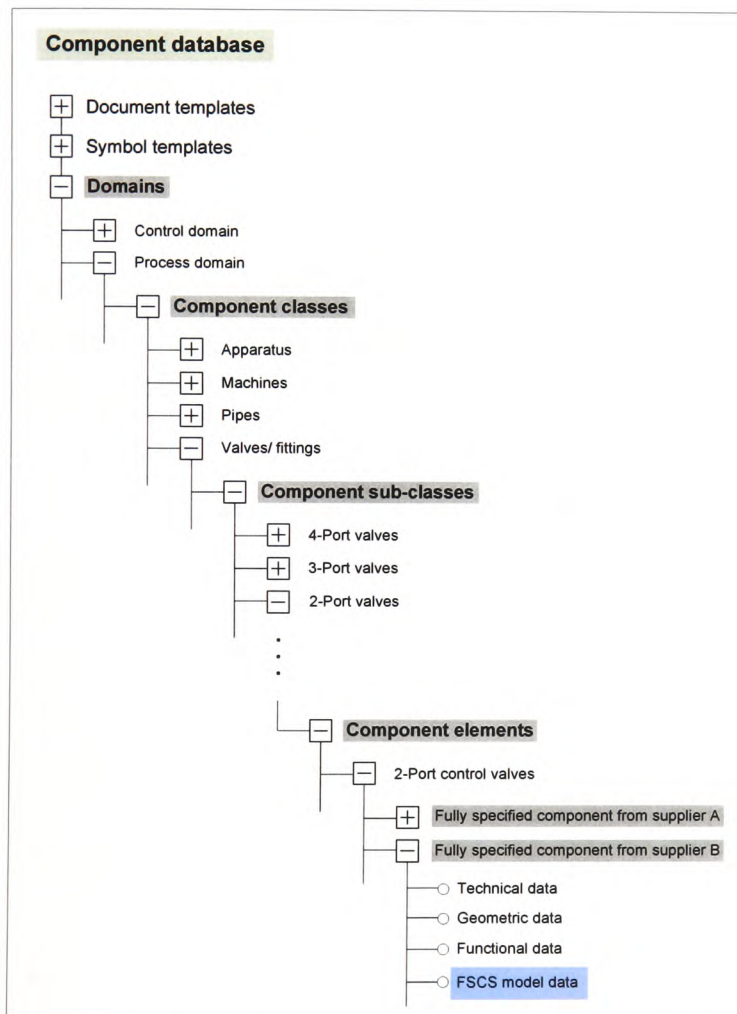 Component database
Document templates
Symbol templates
Domains
Control domain
Process domain
Component classes
Apparatus
Machines
Pipes
Valves/ fittings
Component sub-classes
4-Port valves
3-Port valves
2-Port valves
Component elements
2-Port control valves
Fully specified component from supplier A
Fully specified component from supplier B
Technical data
Geometric data
Functional data
FSCS model data